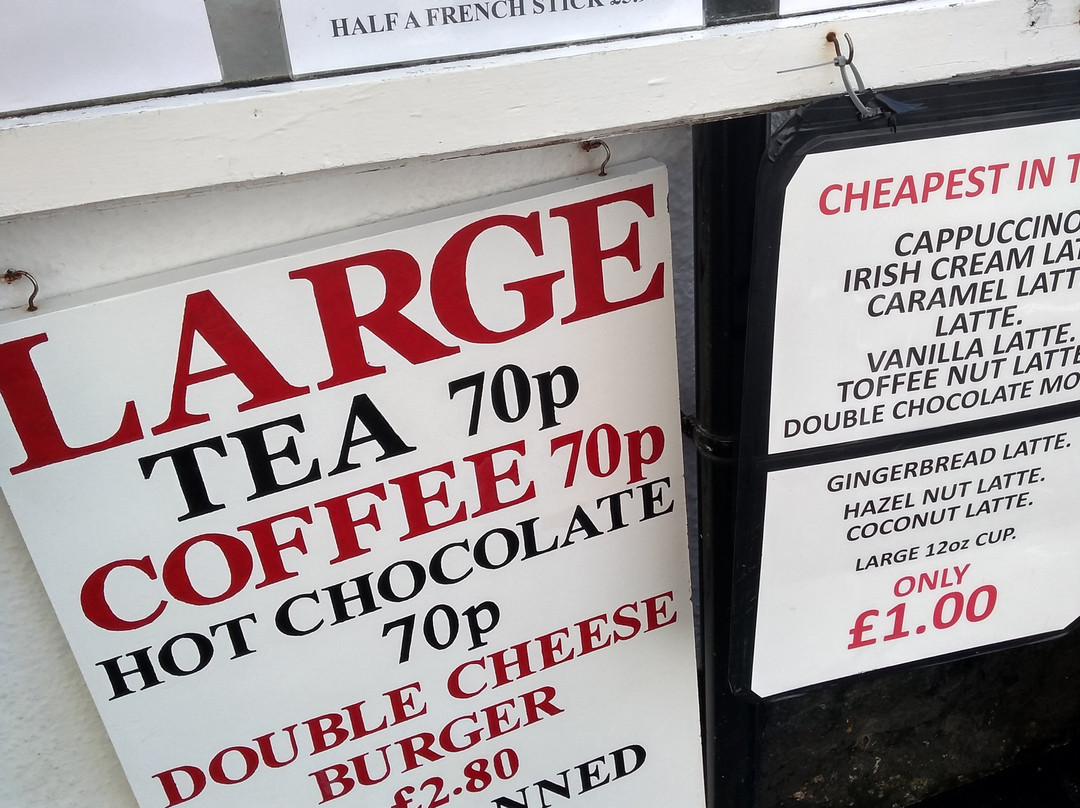 HALF A FRENCH STICK
LARGE
TEA 70p
COFFEE 70p
HOT CHOCOLATE
70p
DOUBLE CHEESE
BURGER
£2.80
NNED
CHEAPEST IN T
CAPPUCCINO
IRISH CREAM LAT
CARAMEL LATT
LATTE.
VANILLA LATTE.
TOFFEE NUT LATTE
DOUBLE CHOCOLATE MO
GINGERBREAD LATTE.
HAZEL NUT LATTE.
COCONUT LATTE.
LARGE 12oz CUP.
ONLY
£1.00